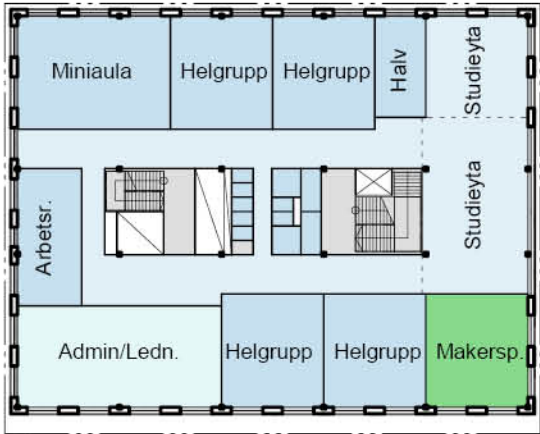 Miniaula
Helgrupp
Helgrupp
Halv
Studieyta
Arbetsr.
Studieyta
Admin/Ledn.
Helgrupp
Helgrupp
Makersp.